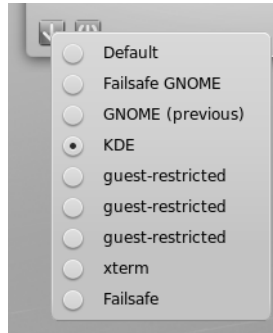 Default
Failsafe GNOME
GNOME (previous)
KDE
guest-restricted
guest-restricted
guest-restricted
xterm
Failsafe